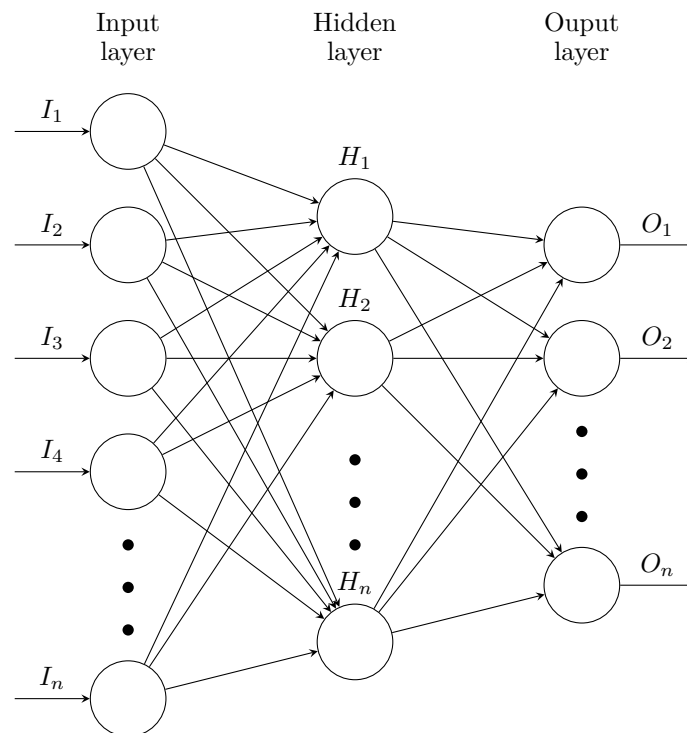 Input Hidden Ouput
layer layer layer
I₁
H₁
I₂ O₁
H₂
I₃ O₂
I₄
Hₙ Oₙ
Iₙ